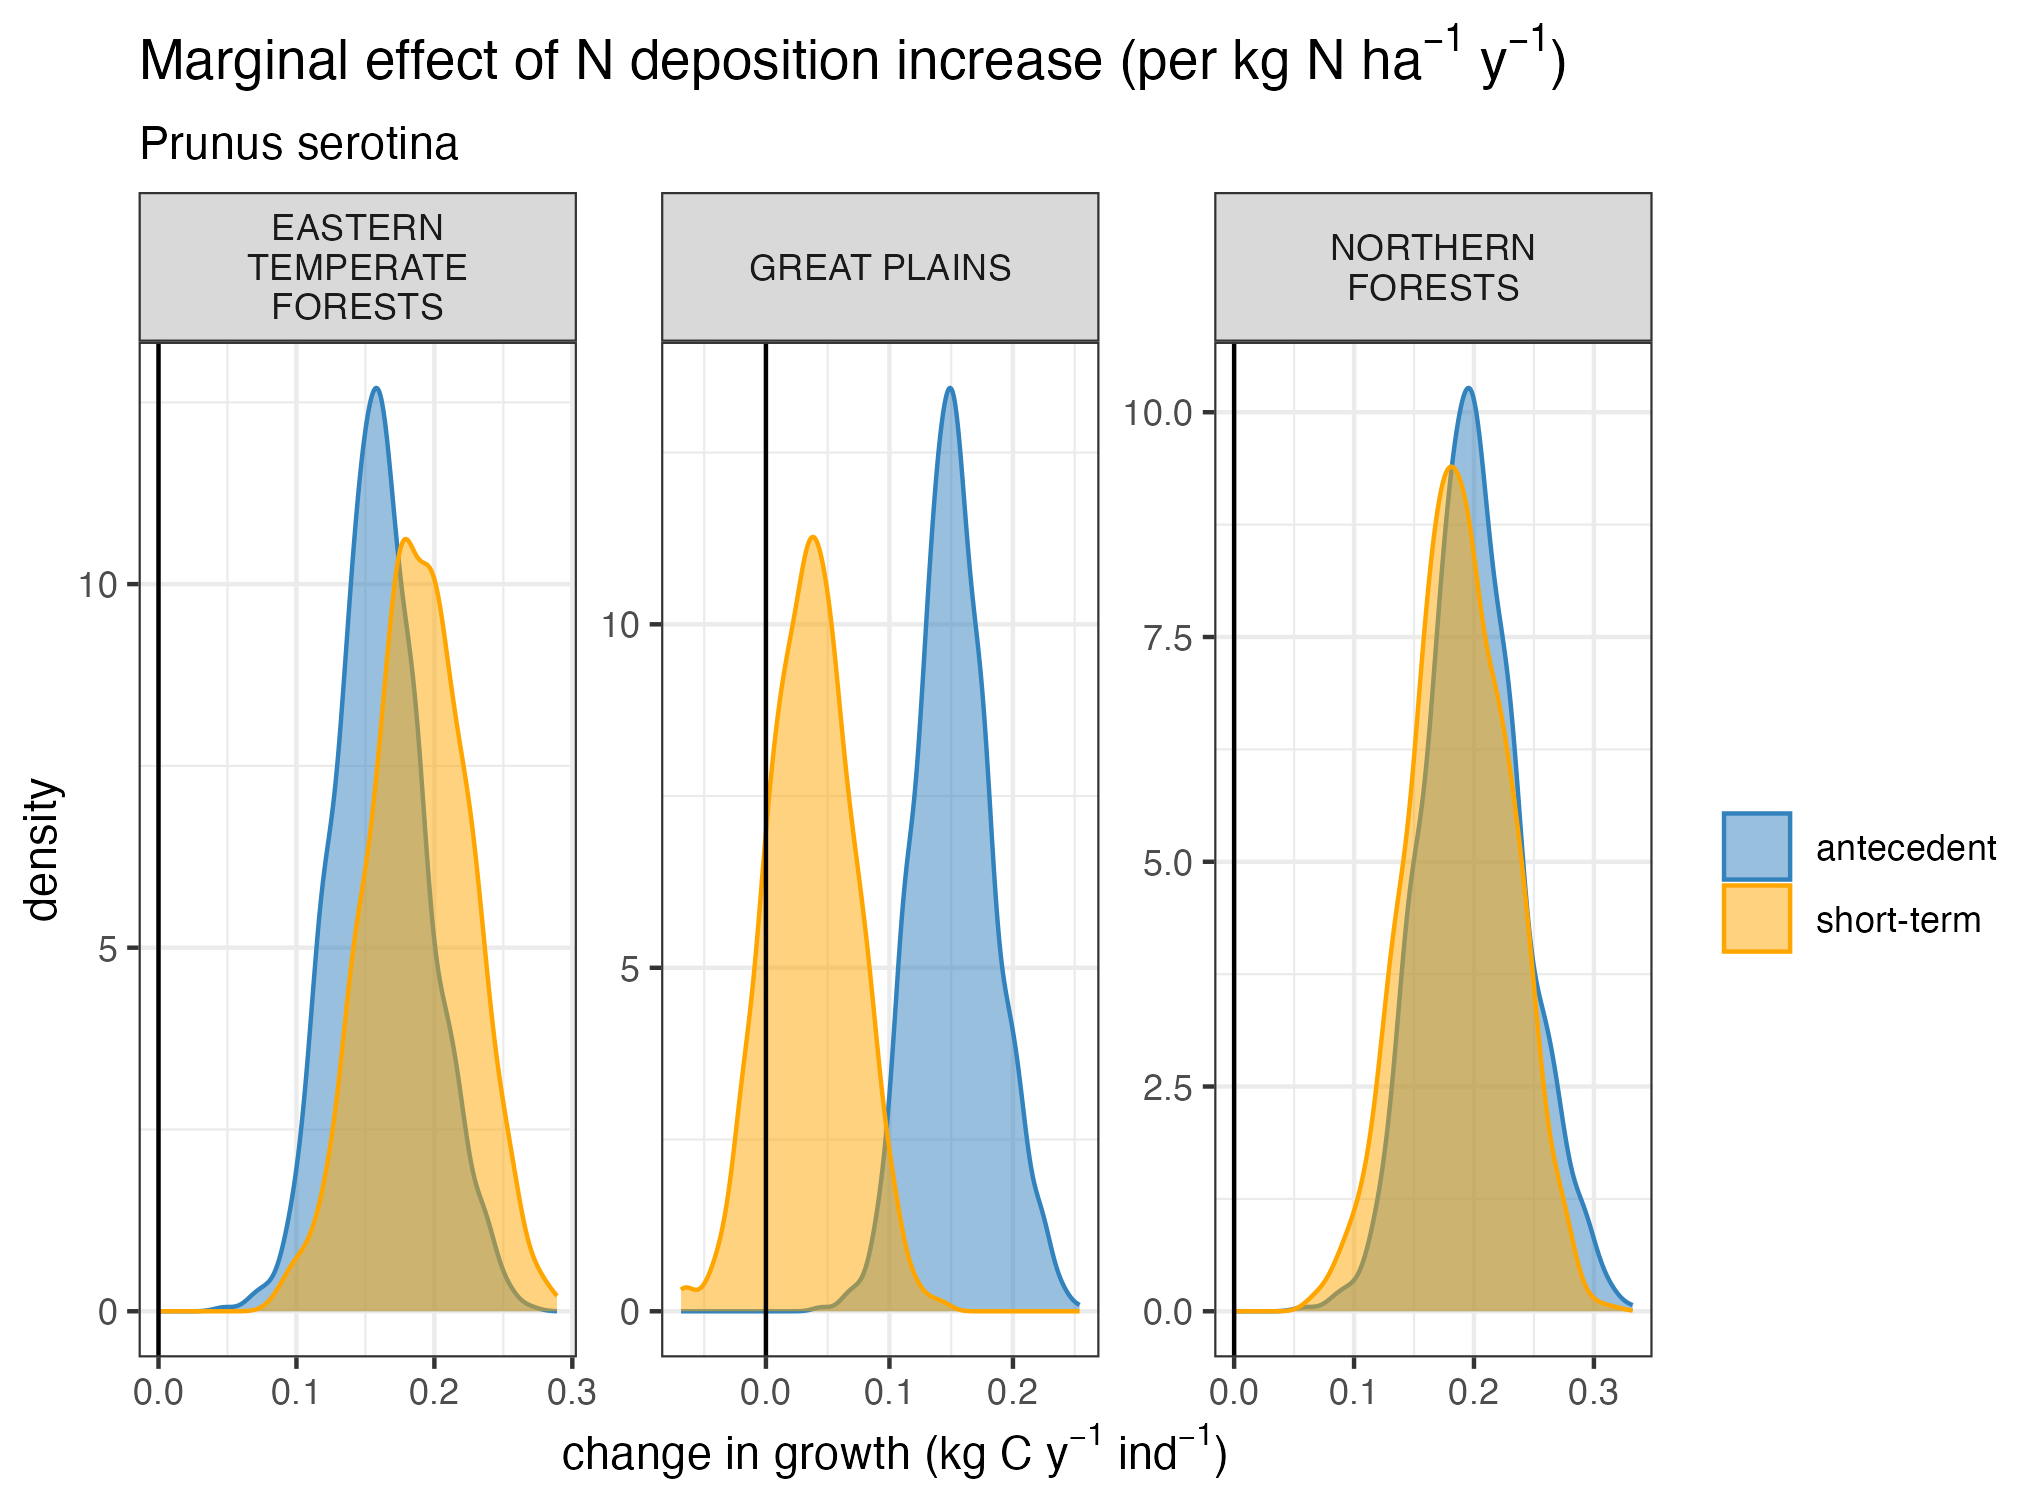 Marginal effect of N deposition increase (per kg N ha⁻¹ y⁻¹)
Prunus serotina
EASTERN
TEMPERATE
FORESTS
GREAT PLAINS
NORTHERN
FORESTS
density
10
5
0
10
5
0
10.0
7.5
5.0
2.5
0.0
0.0 0.1 0.2 0.3
0.0 0.1 0.2
0.0 0.1 0.2 0.3
change in growth (kg C y⁻¹ ind⁻¹)
antecedent
short-term